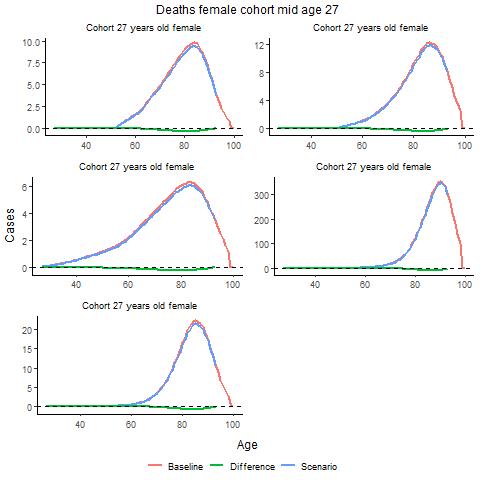 Deaths female cohort mid age 27
Cohort 27 years old female
Cohort 27 years old female
10.0
7.5
5.0
2.5
0.0
40 60 80 100
12
8
4
0
40 60 80 100
Cohort 27 years old female
Cohort 27 years old female
6
4
2
0
40 60 80 100
300
200
100
0
40 60 80 100
Cohort 27 years old female
20
15
10
5
0
40 60 80 100
Cases
Age
Baseline Difference Scenario